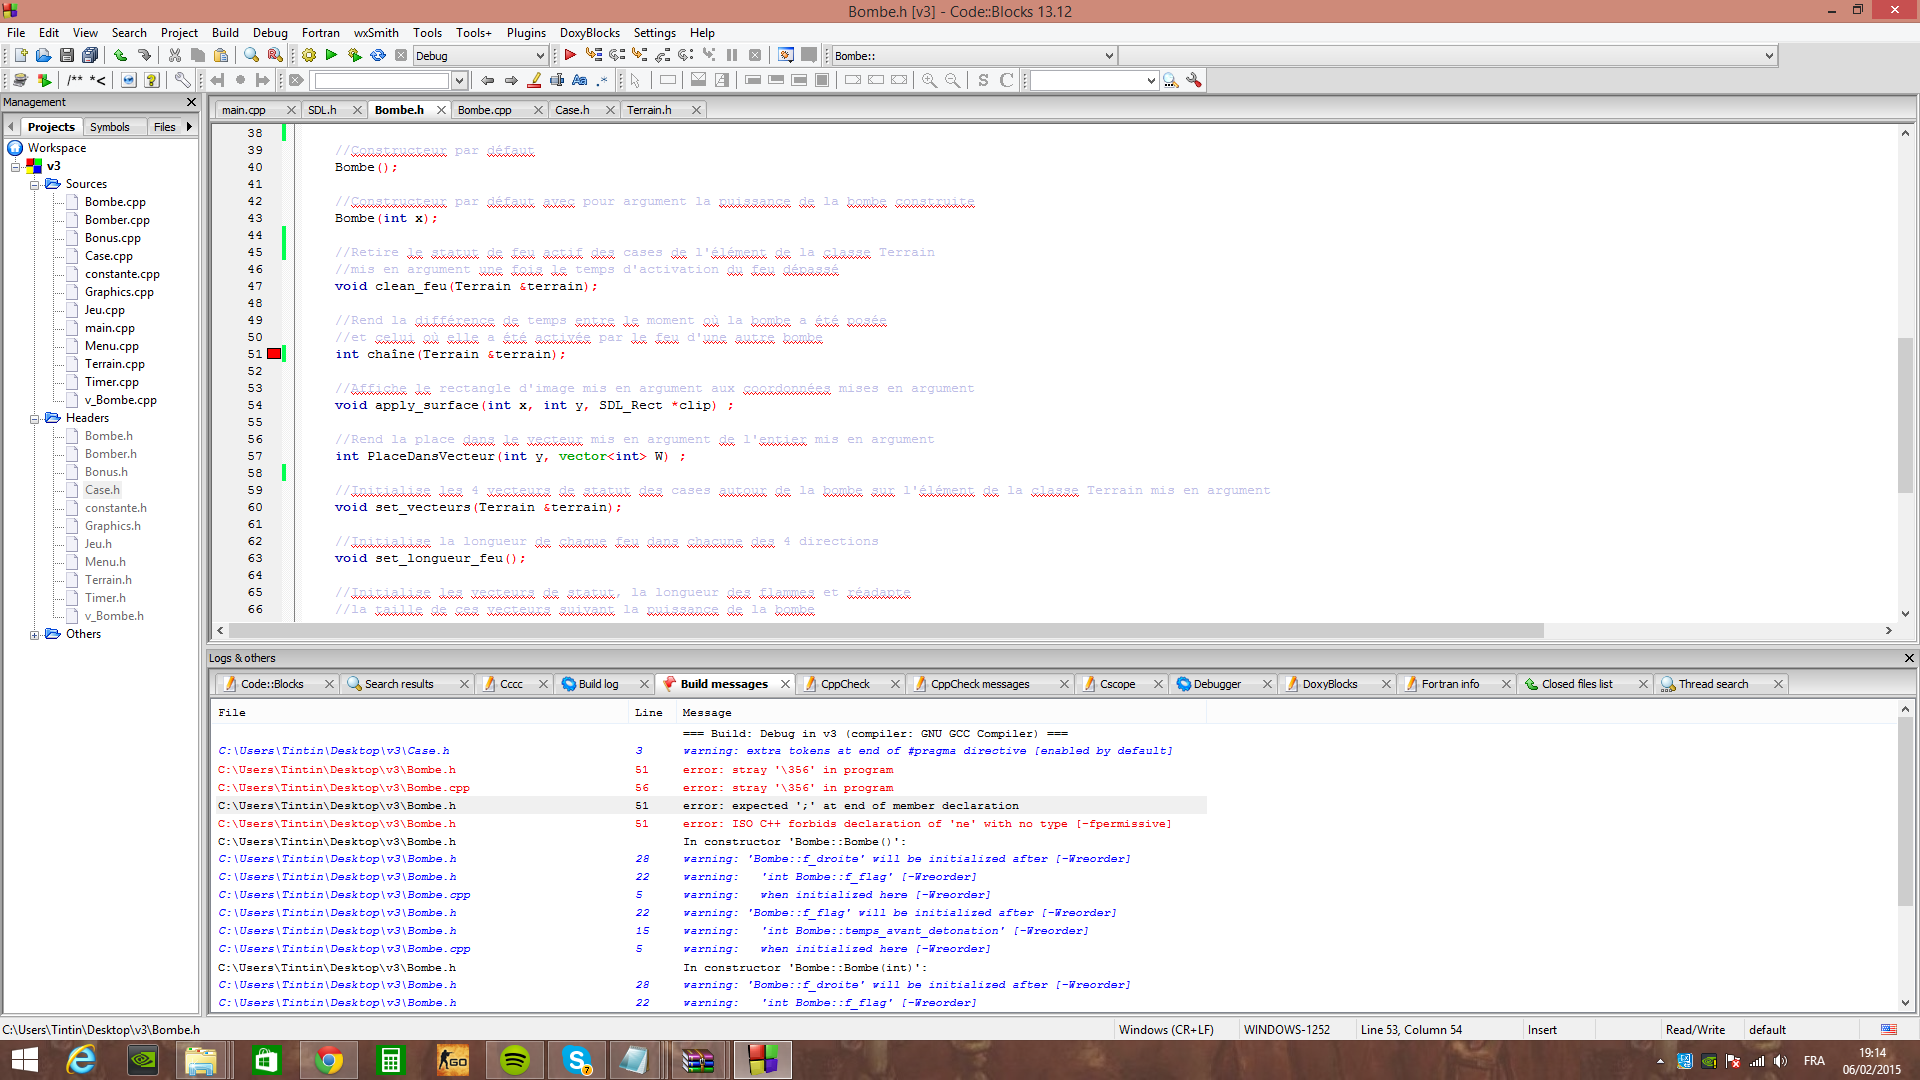 Bombe.h [v3] - Code::Blocks 13.12
File Edit View Search Project Build Debug Fortran wxSmith Tools Tools+ Plugins DoxyBlocks Settings Help
Debug
Bombe::
/** *<
Aa .*
S C
Management
Projects Symbols Files
main.cpp SDL.h Bombe.h Bombe.cpp Case.h Terrain.h
Workspace
v3
Sources
Bombe.cpp
Bomber.cpp
Bonus.cpp
Case.cpp
constante.cpp
Graphics.cpp
Jeu.cpp
main.cpp
Menu.cpp
Terrain.cpp
Timer.cpp
v_Bombe.cpp
Headers
Bombe.h
Bomber.h
Bonus.h
Case.h
constante.h
Graphics.h
Jeu.h
Menu.h
Terrain.h
Timer.h
v_Bombe.h
Others
38
39 //Constructeur par défaut
40 Bombe();
41
42 //Constructeur par défaut avec pour argument la puissance de la bombe construite
43 Bombe(int x);
44
45 //Retire le statut de feu actif des cases de l'élément de la classe Terrain
46 //mis en argument une fois le temps d'activation du feu dépassé
47 void clean_feu(Terrain &terrain);
48
49 //Rend la différence de temps entre le moment où la bombe a été posée
50 //et celui où elle a été activée par le feu d'une autre bombe
51 int chaîne(Terrain &terrain);
52
53 //Affiche le rectangle d'image mis en argument aux coordonnées mises en argument
54 void apply_surface(int x, int y, SDL_Rect *clip) ;
55
56 //Rend la place dans le vecteur mis en argument de l'entier mis en argument
57 int PlaceDansVecteur(int y, vector<int> W) ;
58
59 //Initialise les 4 vecteurs de statut des cases autour de la bombe sur l'élément de la classe Terrain mis en argument
60 void set_vecteurs(Terrain &terrain);
61
62 //Initialise la longueur de chaque feu dans chacune des 4 directions
63 void set_longueur_feu();
64
65 //Initialise les vecteurs de statut, la longueur des flammes et réadapte
66 //la taille de ces vecteurs suivant la puissance de la bombe
Logs & others
Code::Blocks Search results Cccc Build log Build messages CppCheck CppCheck messages Cscope Debugger DoxyBlocks Fortran info Closed files list Thread search
File Line Message
=== Build: Debug in v3 (compiler: GNU GCC Compiler) ===
C:\Users\Tintin\Desktop\v3\Case.h 3 warning: extra tokens at end of #pragma directive [enabled by default]
C:\Users\Tintin\Desktop\v3\Bombe.h 51 error: stray '\356' in program
C:\Users\Tintin\Desktop\v3\Bombe.cpp 56 error: stray '\356' in program
C:\Users\Tintin\Desktop\v3\Bombe.h 51 error: expected ';' at end of member declaration
C:\Users\Tintin\Desktop\v3\Bombe.h 51 error: ISO C++ forbids declaration of 'ne' with no type [-fpermissive]
C:\Users\Tintin\Desktop\v3\Bombe.h In constructor 'Bombe::Bombe()':
C:\Users\Tintin\Desktop\v3\Bombe.h 28 warning: 'Bombe::f_droite' will be initialized after [-Wreorder]
C:\Users\Tintin\Desktop\v3\Bombe.h 22 warning: 'int Bombe::f_flag' [-Wreorder]
C:\Users\Tintin\Desktop\v3\Bombe.cpp 5 warning: when initialized here [-Wreorder]
C:\Users\Tintin\Desktop\v3\Bombe.h 22 warning: 'Bombe::f_flag' will be initialized after [-Wreorder]
C:\Users\Tintin\Desktop\v3\Bombe.h 15 warning: 'int Bombe::temps_avant_detonation' [-Wreorder]
C:\Users\Tintin\Desktop\v3\Bombe.cpp 5 warning: when initialized here [-Wreorder]
C:\Users\Tintin\Desktop\v3\Bombe.h In constructor 'Bombe::Bombe(int)':
C:\Users\Tintin\Desktop\v3\Bombe.h 28 warning: 'Bombe::f_droite' will be initialized after [-Wreorder]
C:\Users\Tintin\Desktop\v3\Bombe.h 22 warning: 'int Bombe::f_flag' [-Wreorder]
C:\Users\Tintin\Desktop\v3\Bombe.h Windows (CR+LF) WINDOWS-1252 Line 53, Column 54 Insert Read/Write default
GO
7
FRA
19:14
06/02/2015